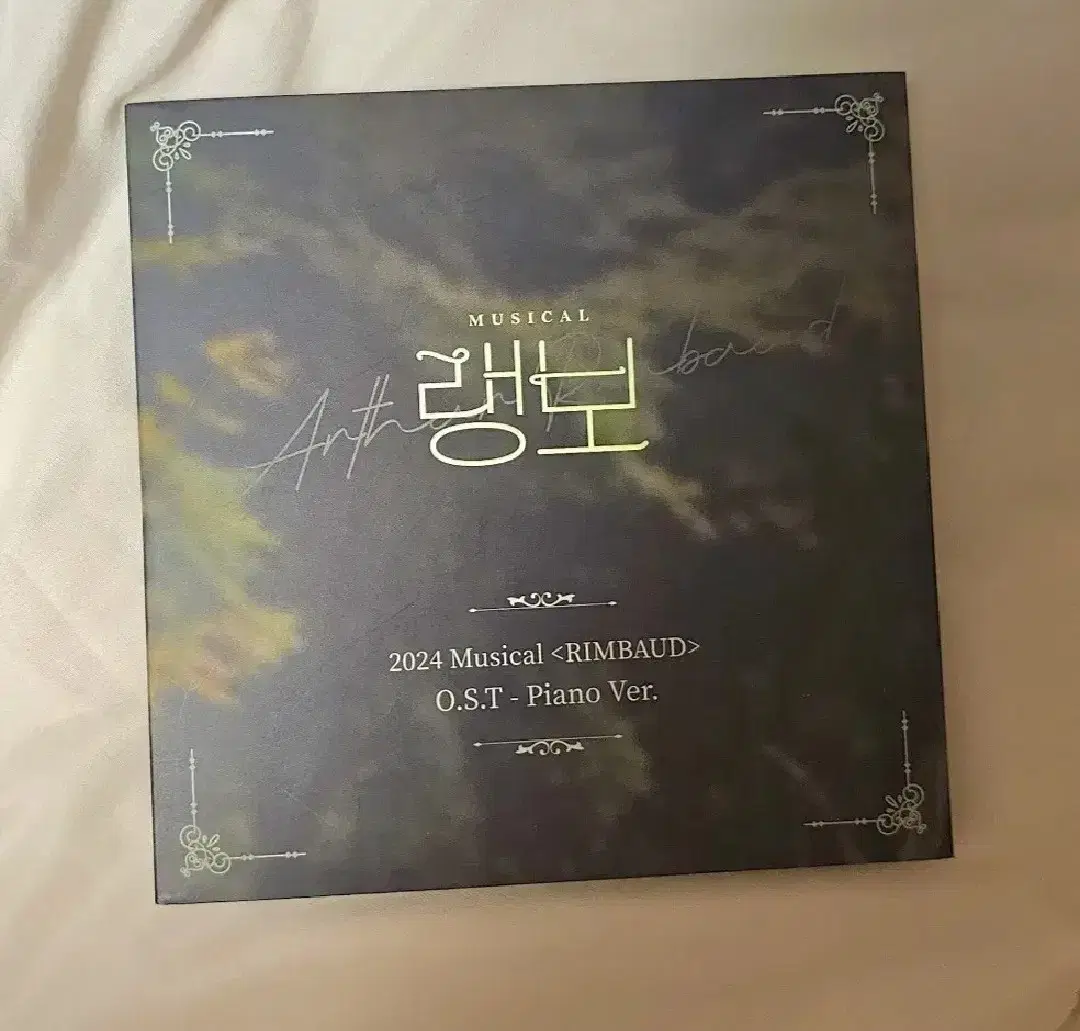 MUSICAL
랭보
2024 Musical <RIMBAUD>
O.S.T - Piano Ver.